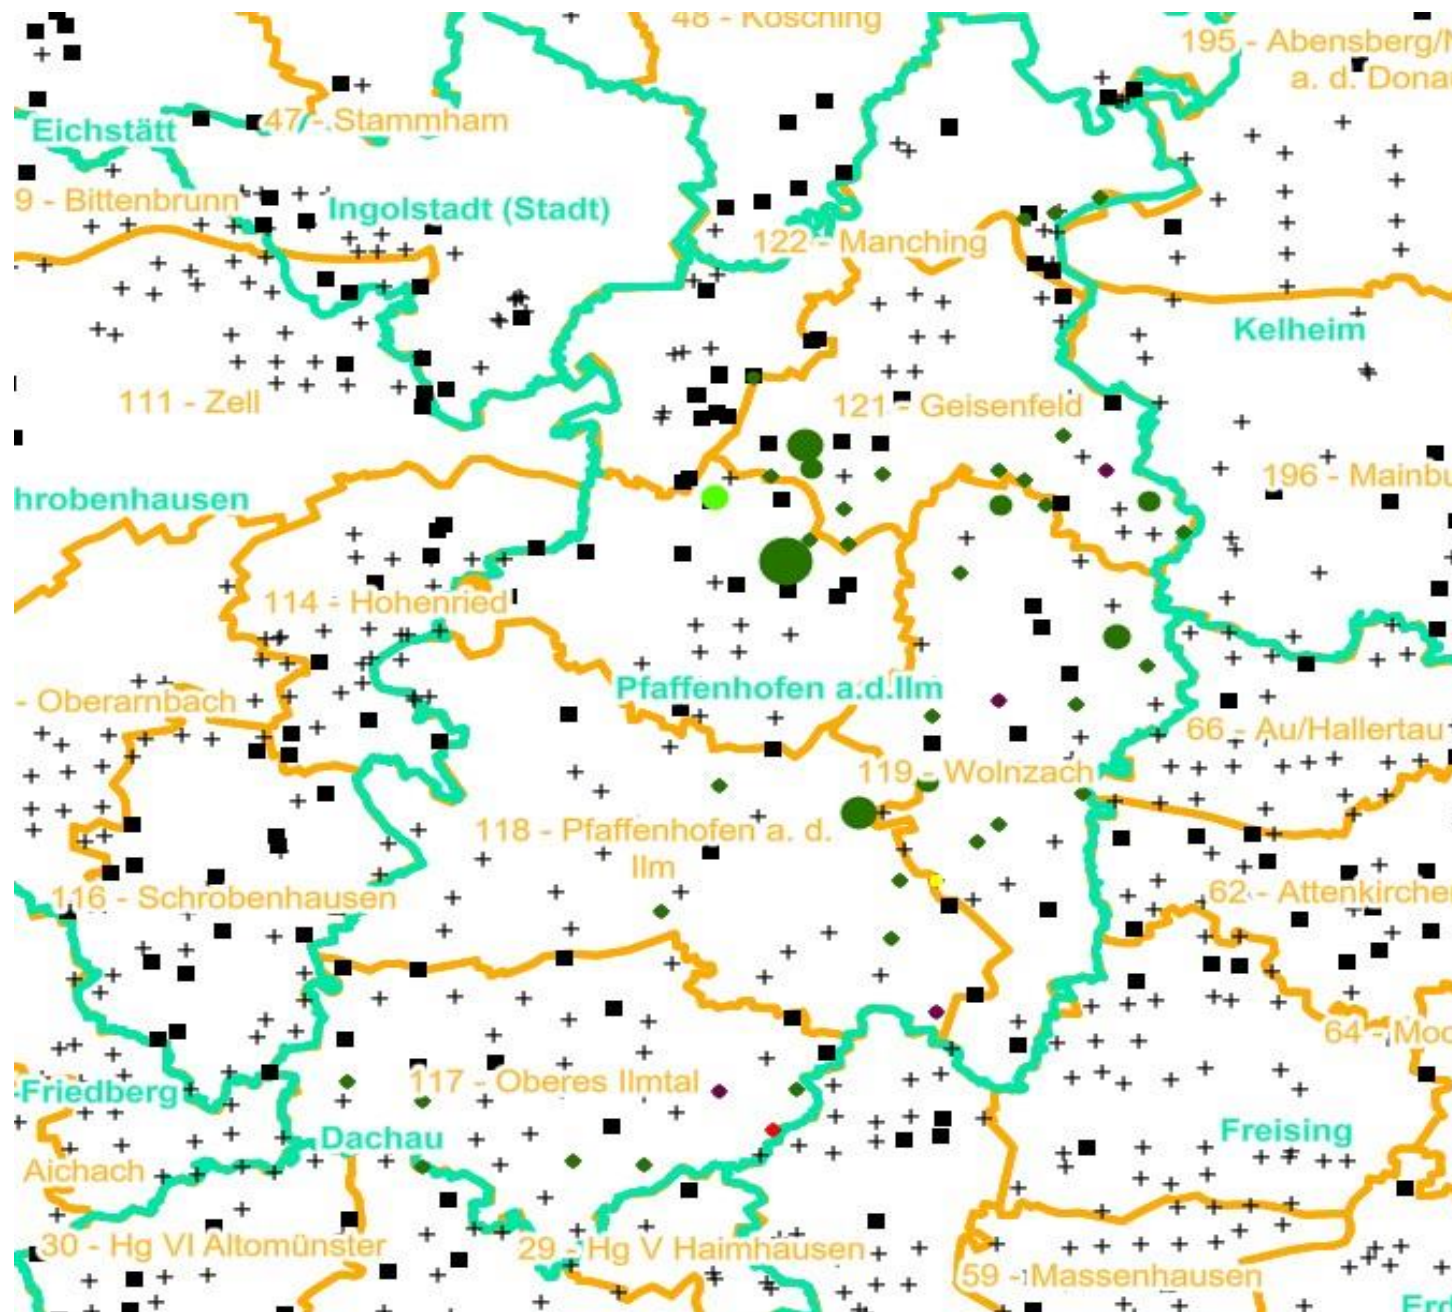 48 - Kösching
195 - Abensberg/N
a. d. Donau
47 - Stammham
Eichstätt
9 - Bittenbrunn
Ingolstadt (Stadt)
122 - Manching
Kelheim
111 - Zell
121 - Geisenfeld
196 - Mainbu
hrobenhausen
114 - Hohenried
Pfaffenhofen a.d.Ilm
- Oberarnbach
66 - Au/Hallertau
119 - Wolnzach
118 - Pfaffenhofen a. d.
Ilm
116 - Schrobenhausen
62 - Attenkirche
64 - Moo
117 - Oberes Ilmtal
Friedberg
Dachau
Freising
Aichach
30 - Hg VI Altomünster
29 - Hg V Haimhausen
59 - Massenhausen
Erd